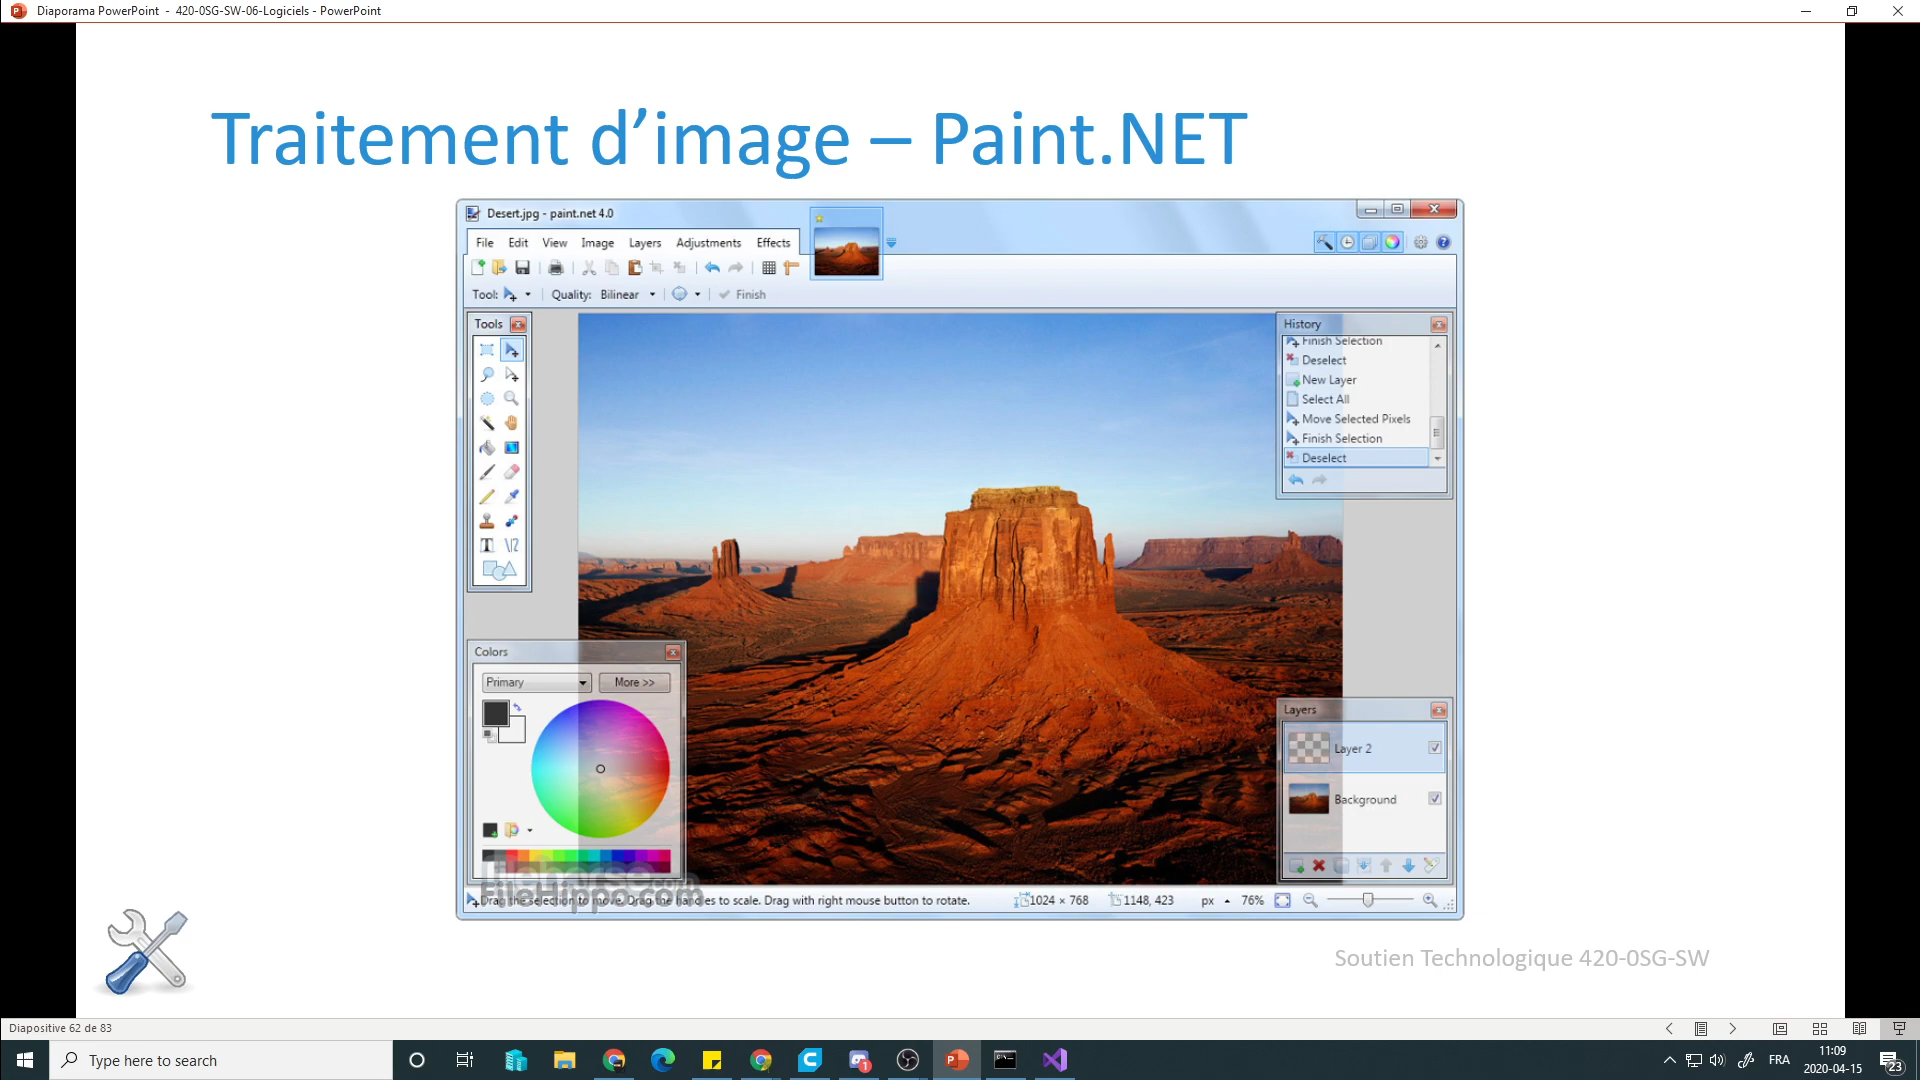 Diaporama PowerPoint - 420-0SG-SW-06-Logiciels - PowerPoint
Traitement d’image – Paint.NET
Desert.jpg - paint.net 4.0
File Edit View Image Layers Adjustments Effects
Tool: Quality: Bilinear Finish
Tools
History
Finish Selection
Deselect
New Layer
Select All
Move Selected Pixels
Finish Selection
Deselect
Colors
Primary More >>
Layers
Layer 2
Background
FileHippo.com
Drag the selection to move. Drag the handles to scale. Drag with right mouse button to rotate. 1024 × 768 1148, 423 px 76%
Soutien Technologique 420-0SG-SW
Diapositive 62 de 83
Type here to search
FRA
11:09
2020-04-15
23